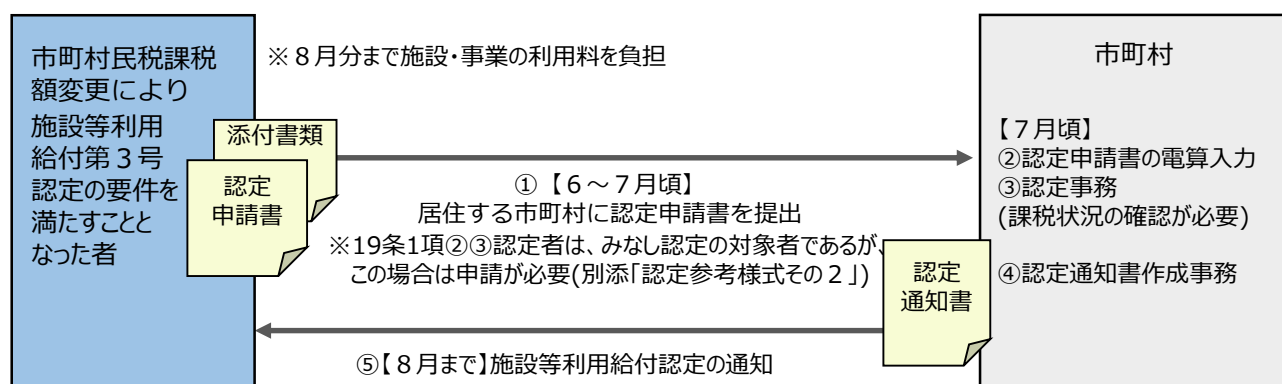 市町村民税課税
額変更により
施設等利用
給付第３号
認定の要件を
満たすこと
なった者
※８月分まで施設・事業の利用料を負担
添付書類
認定
申請書
①【６～７月頃】
居住する市町村に認定申請書を提出
※19条1項②③認定者は、みなし認定の対象者であるが、
この場合は申請が必要(別添「認定参考様式その２」)
認定
通知書
⑤【８月まで】施設等利用給付認定の通知
市町村
【７月頃】
②認定申請書の電算入力
③認定事務
(課税状況の確認が必要)
④認定通知書作成事務